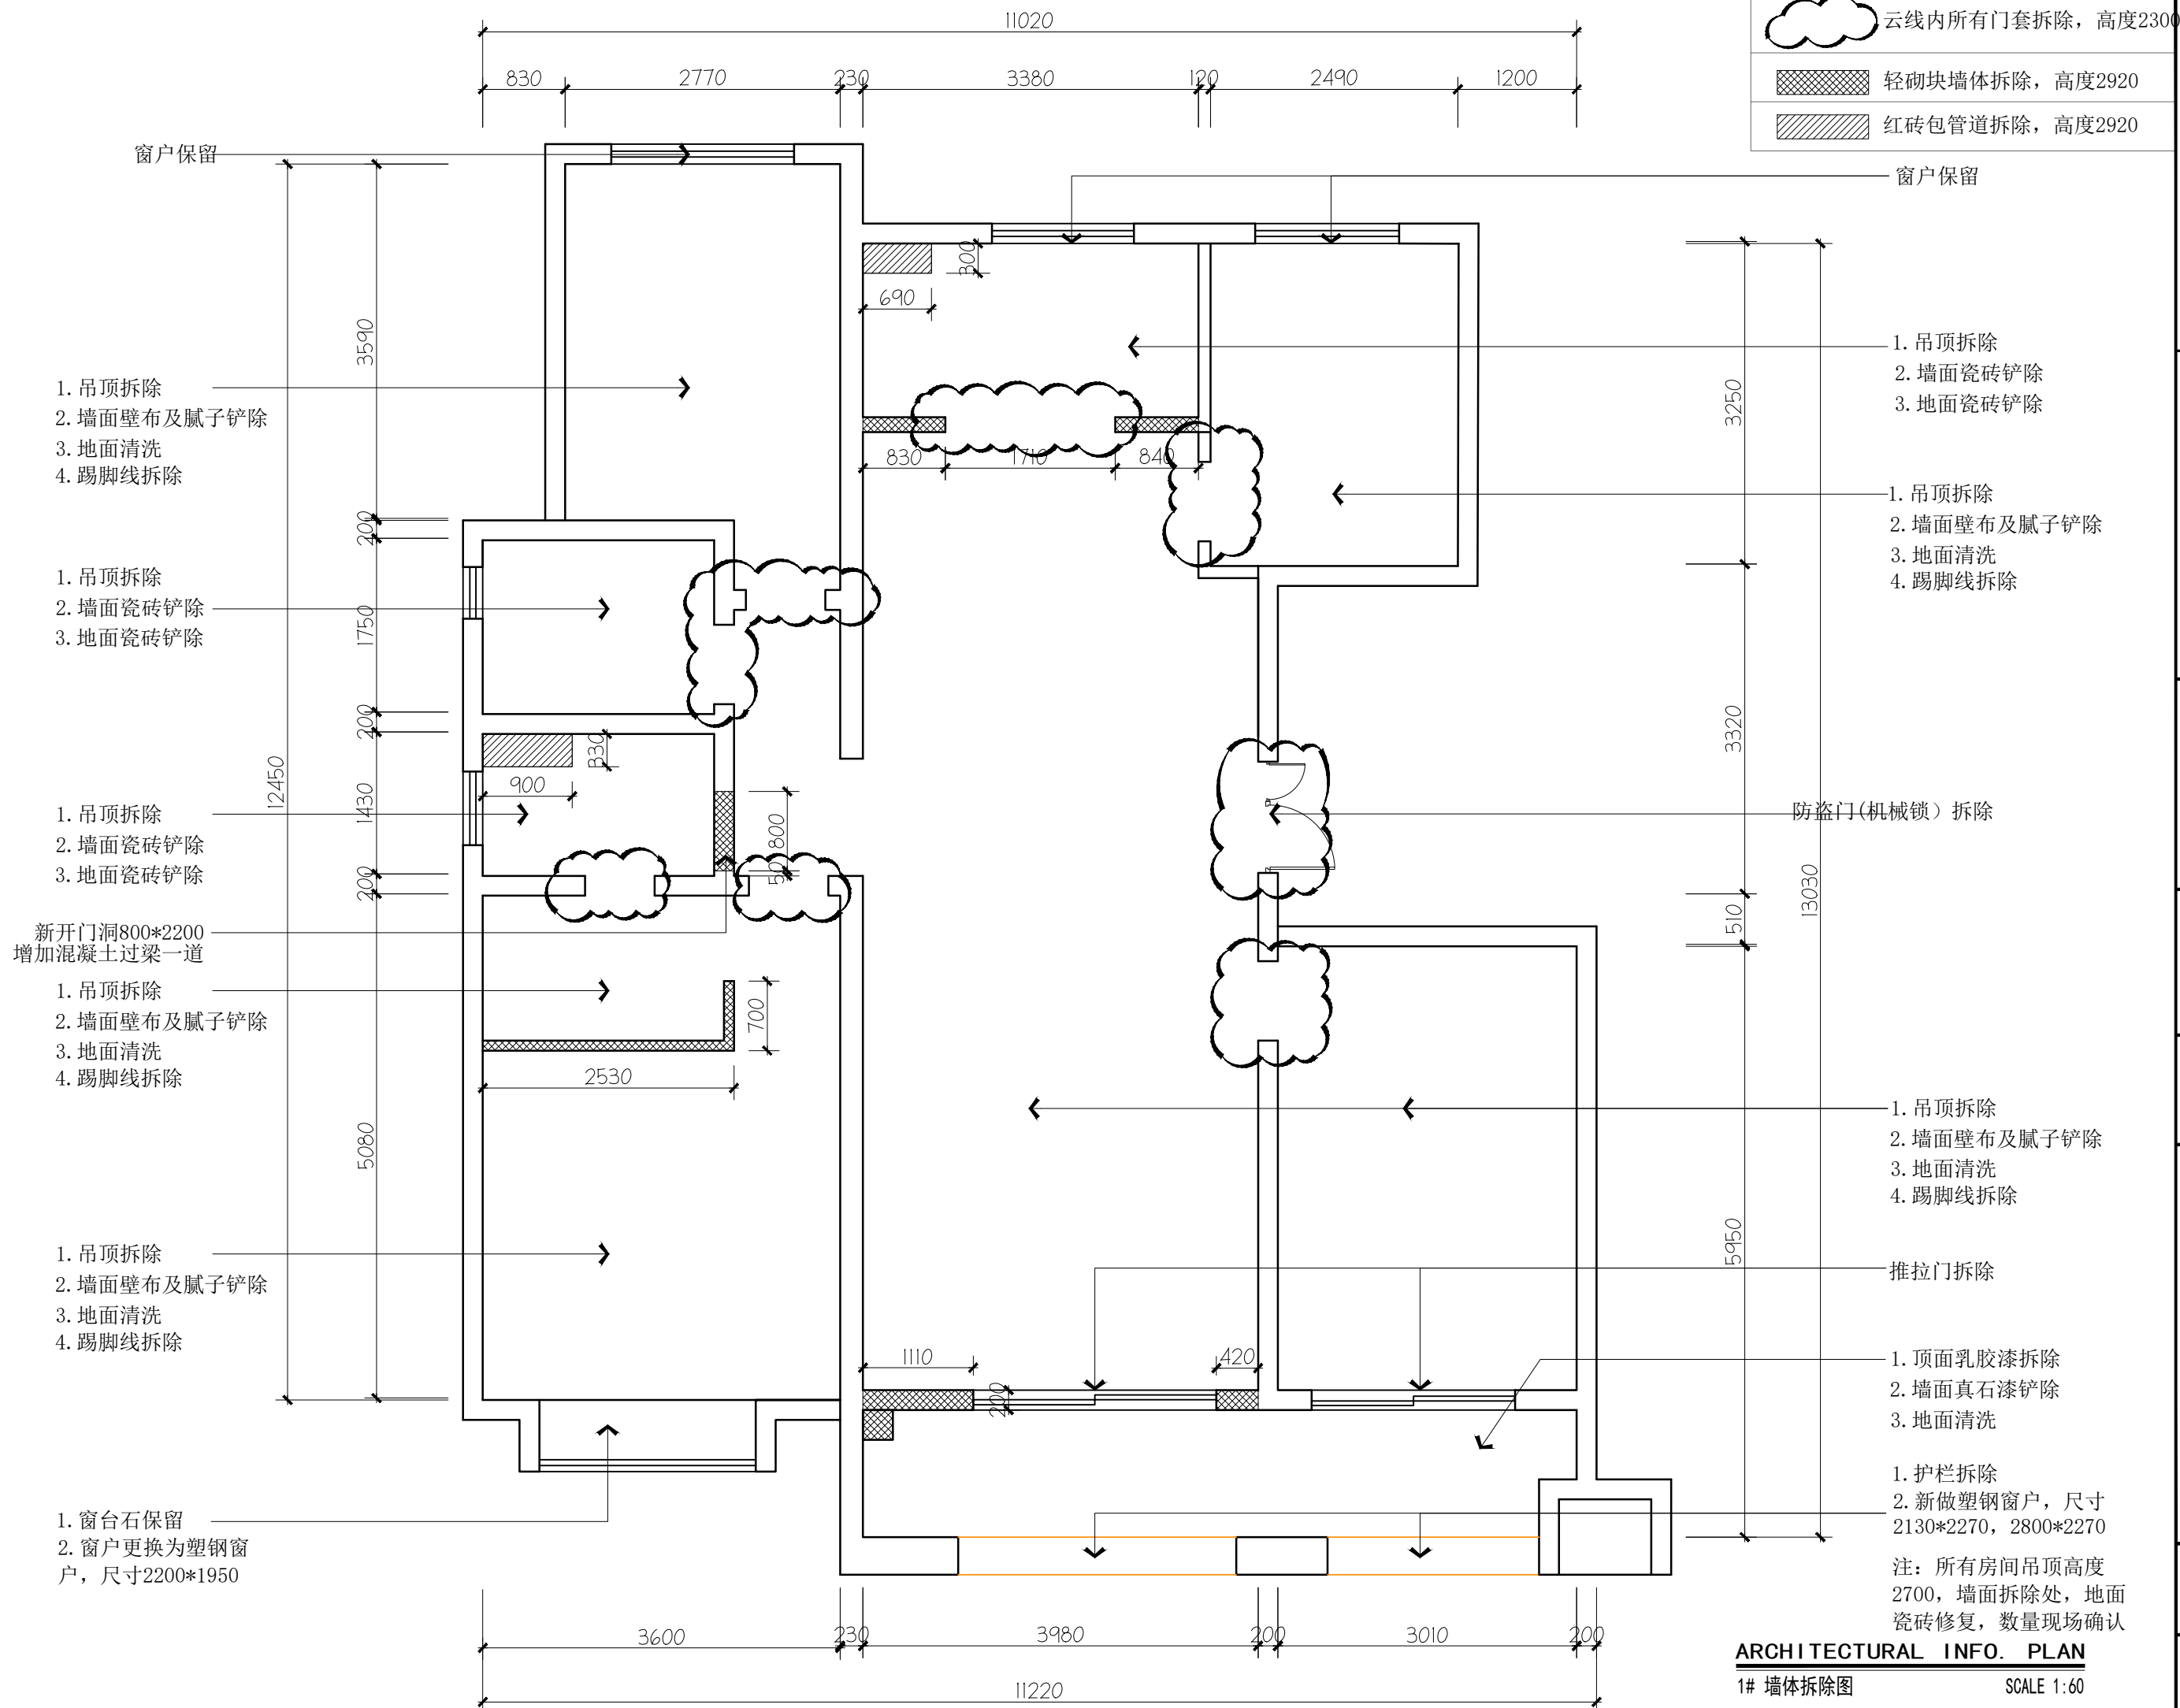 11020
830
2770
230
3380
120
2490
1200
云线内所有门套拆除，高度2300
轻砌块墙体拆除，高度2920
红砖包管道拆除，高度2920
窗户保留
窗户保留
300
690
1.吊顶拆除
2.墙面瓷砖铲除
3.地面瓷砖铲除
3590
3250
1.吊顶拆除
2.墙面壁布及腻子铲除
3.地面清洗
4.踢脚线拆除
830
1710
840
1.吊顶拆除
2.墙面壁布及腻子铲除
3.地面清洗
4.踢脚线拆除
200
1.吊顶拆除
2.墙面瓷砖铲除
3.地面瓷砖铲除
1750
200
330
900
3320
12450
1430
1.吊顶拆除
2.墙面瓷砖铲除
3.地面瓷砖铲除
800
50
200
防盗门(机械锁）拆除
13030
510
新开门洞800*2200
增加混凝土过梁一道
1.吊顶拆除
2.墙面壁布及腻子铲除
3.地面清洗
4.踢脚线拆除
700
2530
5080
1.吊顶拆除
2.墙面壁布及腻子铲除
3.地面清洗
4.踢脚线拆除
5950
1.吊顶拆除
2.墙面壁布及腻子铲除
3.地面清洗
4.踢脚线拆除
推拉门拆除
1110
420
200
1.顶面乳胶漆拆除
2.墙面真石漆铲除
3.地面清洗
1.窗台石保留
2.窗户更换为塑钢窗
户，尺寸2200*1950
1.护栏拆除
2.新做塑钢窗户，尺寸
2130*2270，2800*2270
注：所有房间吊顶高度
2700，墙面拆除处，地面
瓷砖修复，数量现场确认
3600
230
3980
200
3010
200
11220
ARCHITECTURAL INFO. PLAN
1# 墙体拆除图
SCALE 1:60